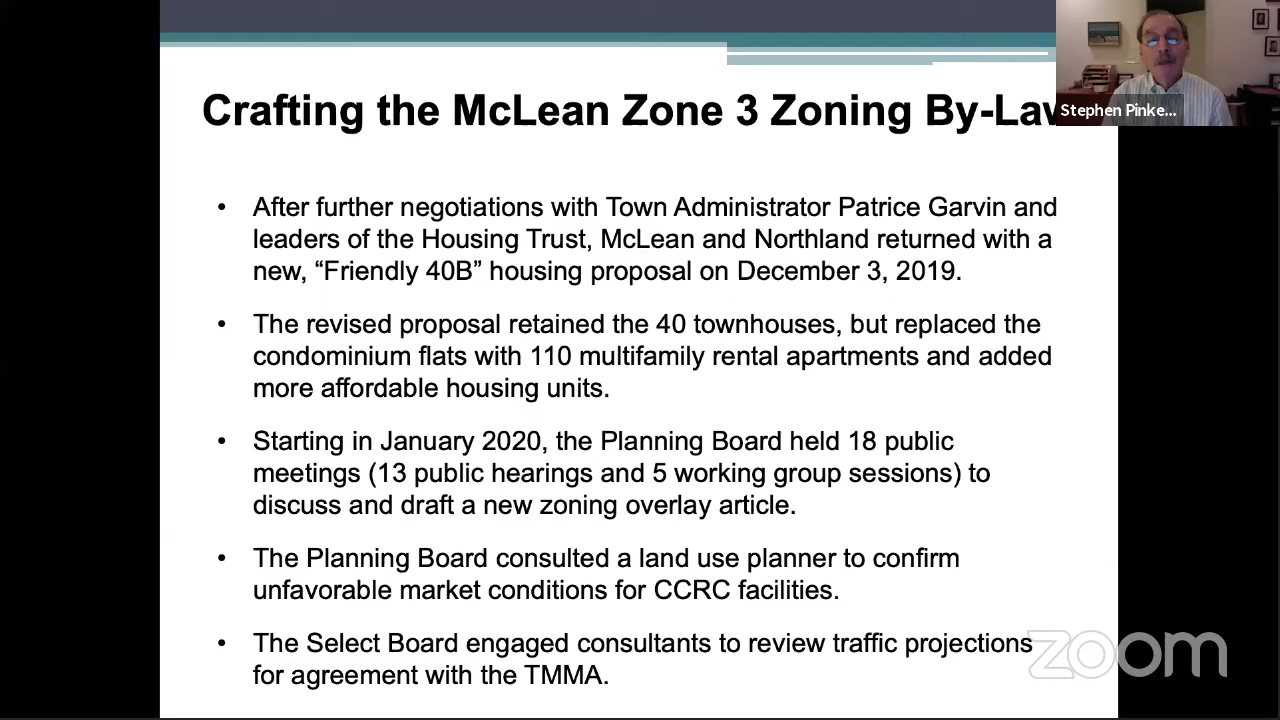 Crafting the McLean Zone 3 Zoning By-Law
Stephen Pinke...
• After further negotiations with Town Administrator Patrice Garvin and
leaders of the Housing Trust, McLean and Northland returned with a
new, “Friendly 40B” housing proposal on December 3, 2019.
• The revised proposal retained the 40 townhouses, but replaced the
condominium flats with 110 multifamily rental apartments and added
more affordable housing units.
• Starting in January 2020, the Planning Board held 18 public
meetings (13 public hearings and 5 working group sessions) to
discuss and draft a new zoning overlay article.
• The Planning Board consulted a land use planner to confirm
unfavorable market conditions for CCRC facilities.
• The Select Board engaged consultants to review traffic projections
for agreement with the TMMA.
zoom